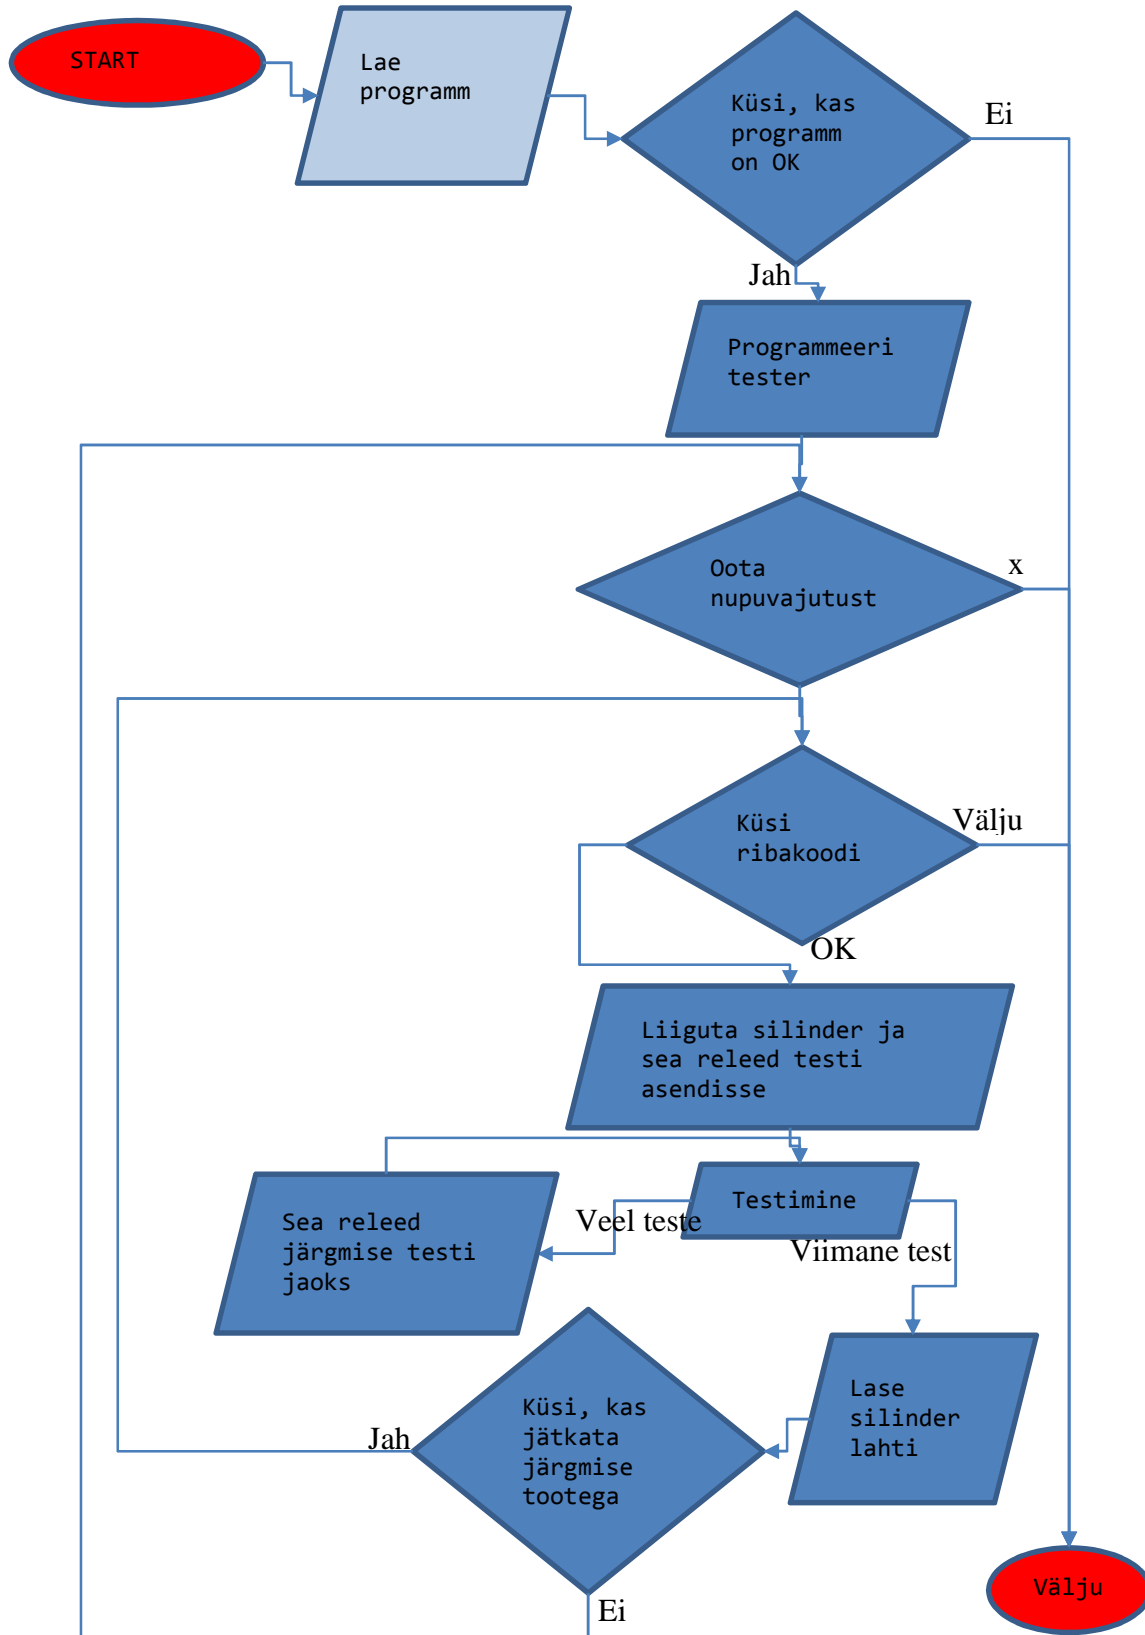 START
Lae
programm
Küsi, kas
programm
on OK
Ei
Jah
Programmeeri
tester
Oota
nupuvajutust
x
Küsi
ribakoodi
Välju
OK
Liiguta silinder ja
sea releed testi
asendisse
Testimine
Veel teste
Viimane test
Sea releed
järgmise testi
jaoks
Lase
silinder
lahti
Küsi, kas
jätkata
järgmise
tootega
Jah
Ei
Välju